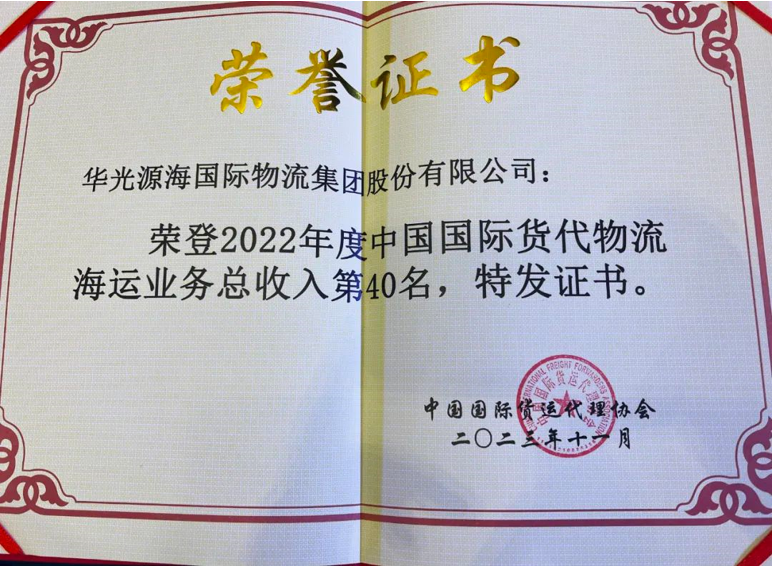 荣誉证书
华光源海国际物流集团股份有限公司：
荣登2022年度中国国际货代物流
海运业务总收入第40名，特发证书。
中国国际货运代理协会
二〇二三年十一月